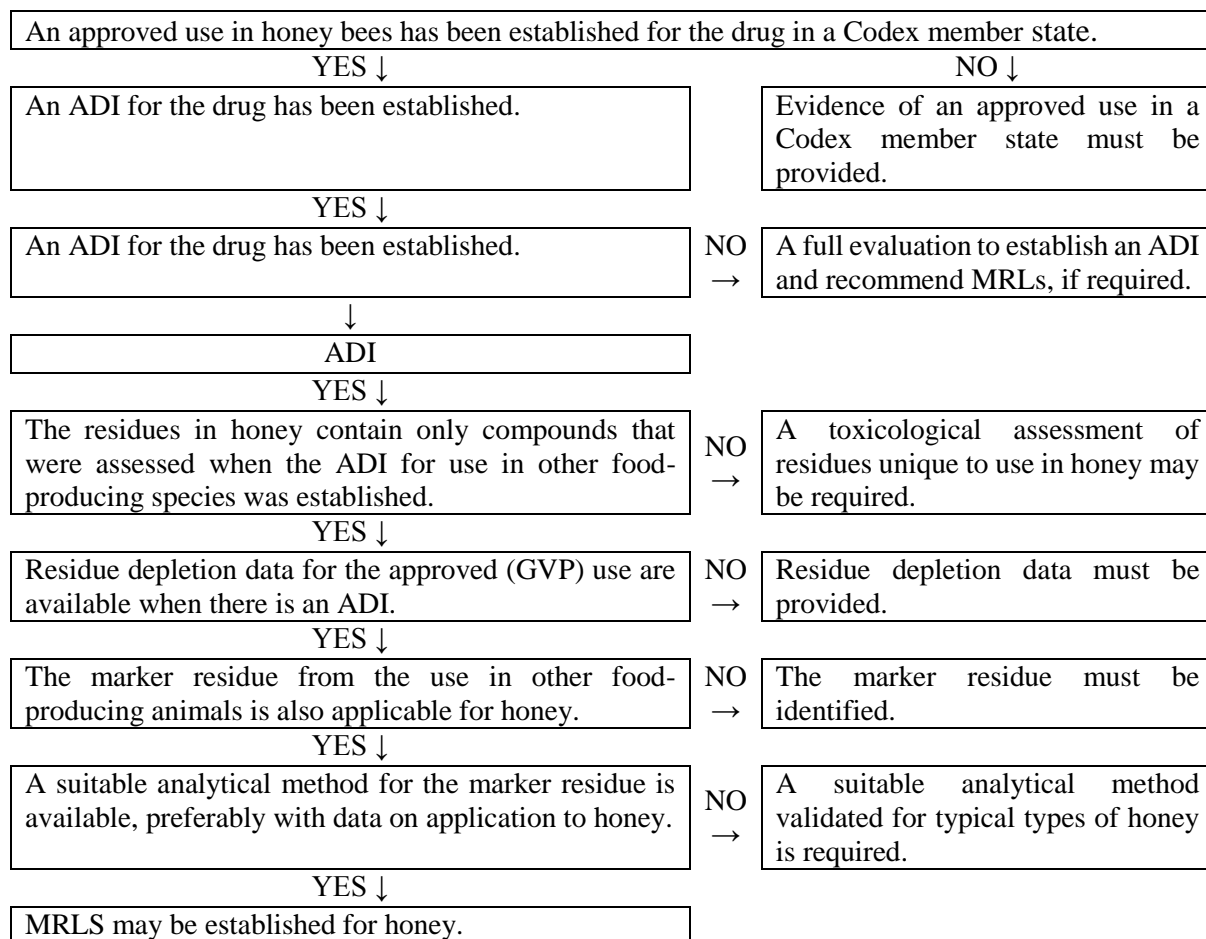 An approved use in honey bees has been established for the drug in a Codex member state.
YES ↓
NO ↓
An ADI for the drug has been established.
Evidence of an approved use in a
Codex member state must be
provided.
YES ↓
An ADI for the drug has been established.
NO
→
A full evaluation to establish an ADI
and recommend MRLs, if required.
↓
ADI
YES ↓
The residues in honey contain only compounds that
were assessed when the ADI for use in other food-
producing species was established.
NO
→
A toxicological assessment of
residues unique to use in honey may
be required.
YES ↓
Residue depletion data for the approved (GVP) use are
available when there is an ADI.
NO
→
Residue depletion data must be
provided.
YES ↓
The marker residue from the use in other food-
producing animals is also applicable for honey.
NO
→
The marker residue must be
identified.
YES ↓
A suitable analytical method for the marker residue is
available, preferably with data on application to honey.
NO
→
A suitable analytical method
validated for typical types of honey
is required.
YES ↓
MRLS may be established for honey.